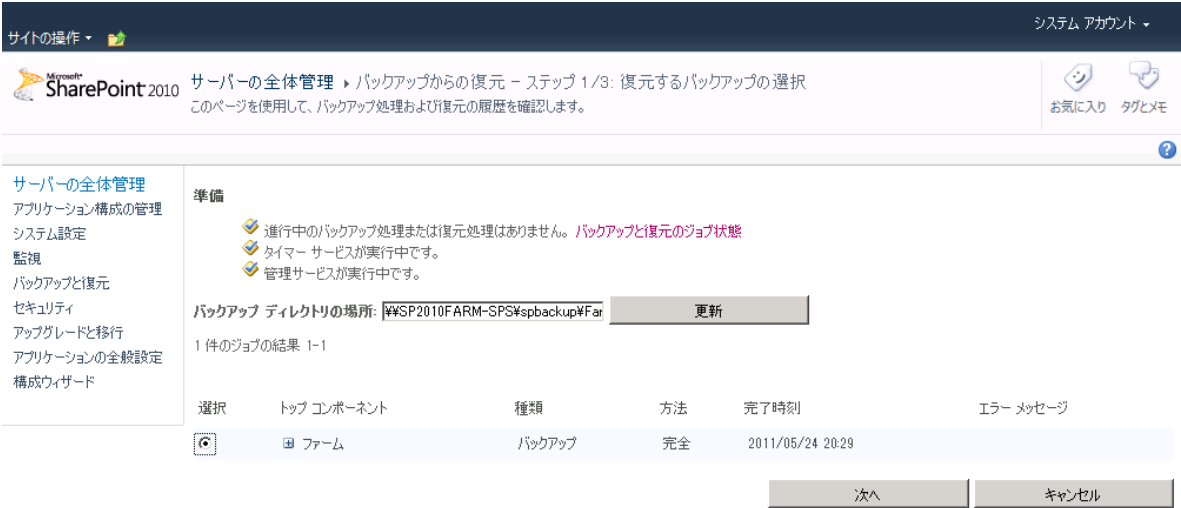 システム アカウント
サイトの操作
Microsoft SharePoint 2010
サーバーの全体管理 ▸ バックアップからの復元 - ステップ 1/3: 復元するバックアップの選択
このページを使用して、バックアップ処理および復元の履歴を確認します。
お気に入り タグとメモ
サーバーの全体管理
アプリケーション構成の管理
システム設定
監視
バックアップと復元
セキュリティ
アップグレードと移行
アプリケーションの全般設定
構成ウィザード
準備
進行中のバックアップ処理または復元処理はありません。バックアップと復元のジョブ状態
タイマー サービスが実行中です。
管理サービスが実行中です。
バックアップ ディレクトリの場所: ¥¥SP2010FARM-SPS¥spbackup¥Far 更新
1 件のジョブの結果 1-1
選択 トップ コンポーネント 種類 方法 完了時刻 エラー メッセージ
ファーム バックアップ 完全 2011/05/24 20:29
次へ キャンセル